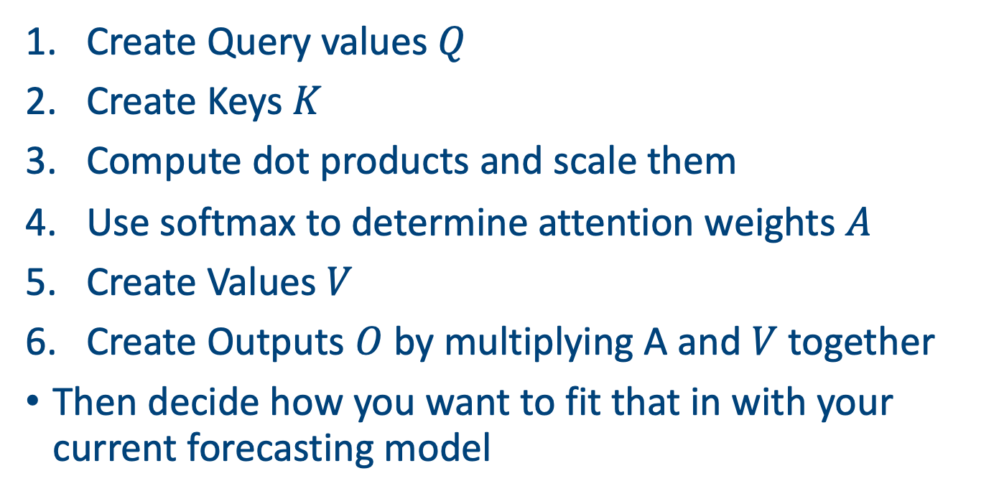 1. Create Query values Q
2. Create Keys K
3. Compute dot products and scale them
4. Use softmax to determine attention weights A
5. Create Values V
6. Create Outputs O by multiplying A and V together
• Then decide how you want to fit that in with your
current forecasting model